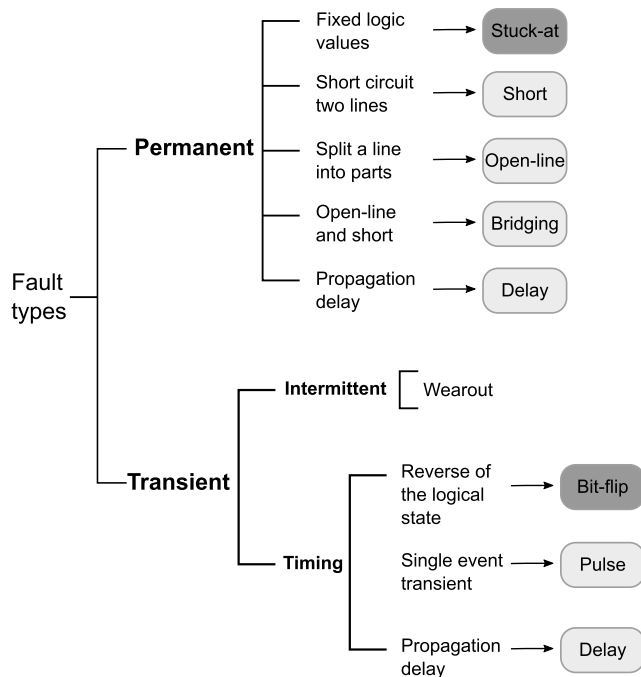 Fixed logic
values
Stuck-at
Short circuit
two lines
Short
Permanent
Split a line
into parts
Open-line
Open-line
and short
Bridging
Propagation
delay
Delay
Fault
types
Intermittent
Wearout
Transient
Reverse of
the logical
state
Bit-flip
Timing
Single event
transient
Pulse
Propagation
delay
Delay